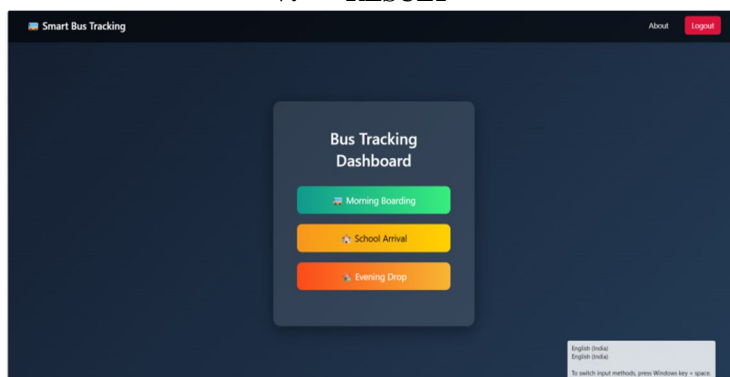 Smart Bus Tracking
About
Logout
Bus Tracking
Dashboard
Morning Boarding
School Arrival
Evening Drop
English (India)
English (India)
To switch input methods, press Windows key + space.